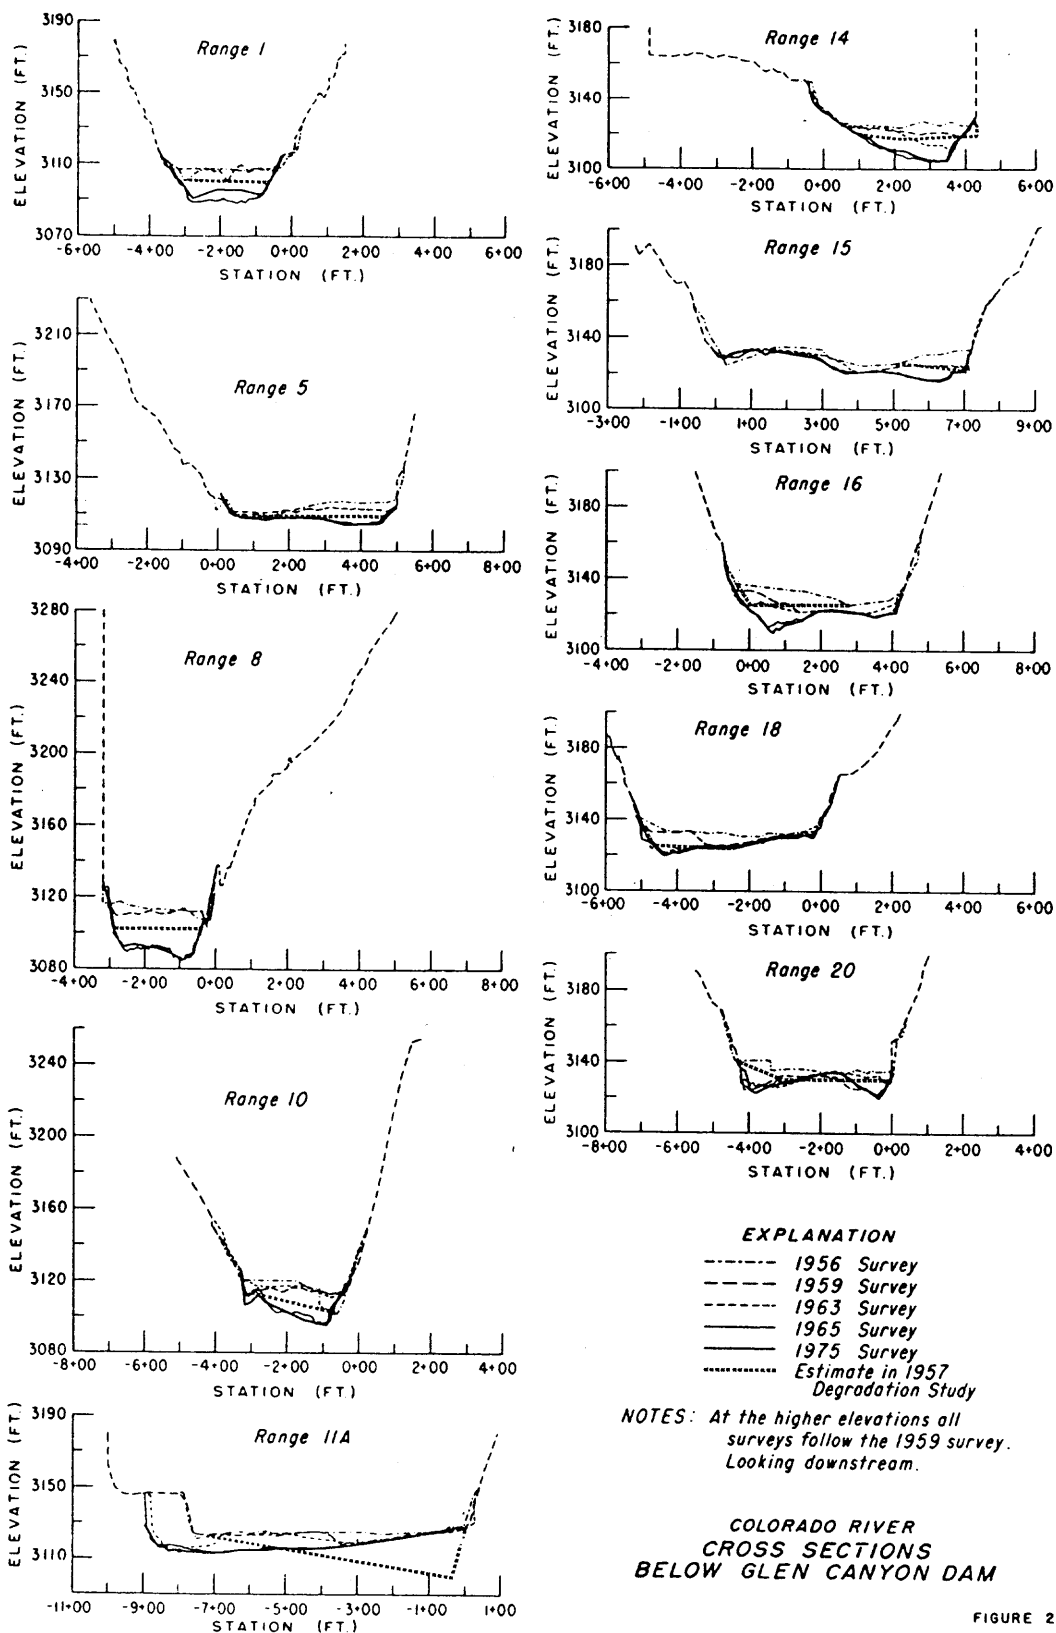 Range 1
ELEVATION (FT.)
3190
3150
3110
3070
-6+00 -4+00 -2+00 0+00 2+00 4+00 6+00
STATION (FT.)
Range 5
ELEVATION (FT.)
3210
3170
3130
3090
-4+00 -2+00 0+00 2+00 4+00 6+00 8+00
STATION (FT.)
Range 8
ELEVATION (FT.)
3280
3240
3200
3160
3120
3080
-4+00 -2+00 0+00 2+00 4+00 6+00 8+00
STATION (FT.)
Range 10
ELEVATION (FT.)
3240
3200
3160
3120
3080
-8+00 -6+00 -4+00 -2+00 0+00 2+00 4+00
STATION (FT.)
Range 11A
ELEVATION (FT.)
3190
3150
3110
-11+00 -9+00 -7+00 -5+00 -3+00 -1+00 1+00
STATION (FT.)
Range 14
ELEVATION (FT.)
3180
3140
3100
-6+00 -4+00 -2+00 0+00 2+00 4+00 6+00
STATION (FT.)
Range 15
ELEVATION (FT.)
3180
3140
3100
-3+00 -1+00 1+00 3+00 5+00 7+00 9+00
STATION (FT.)
Range 16
ELEVATION (FT.)
3180
3140
3100
-4+00 -2+00 0+00 2+00 4+00 6+00 8+00
STATION (FT.)
Range 18
ELEVATION (FT.)
3180
3140
3100
-6+00 -4+00 -2+00 0+00 2+00 4+00 6+00
STATION (FT.)
Range 20
ELEVATION (FT.)
3180
3140
3100
-8+00 -6+00 -4+00 -2+00 0+00 2+00 4+00
STATION (FT.)
EXPLANATION
1956 Survey
1959 Survey
1963 Survey
1965 Survey
1975 Survey
Estimate in 1957
Degradation Study
NOTES: At the higher elevations all
surveys follow the 1959 survey.
Looking downstream.
COLORADO RIVER
CROSS SECTIONS
BELOW GLEN CANYON DAM
FIGURE 2